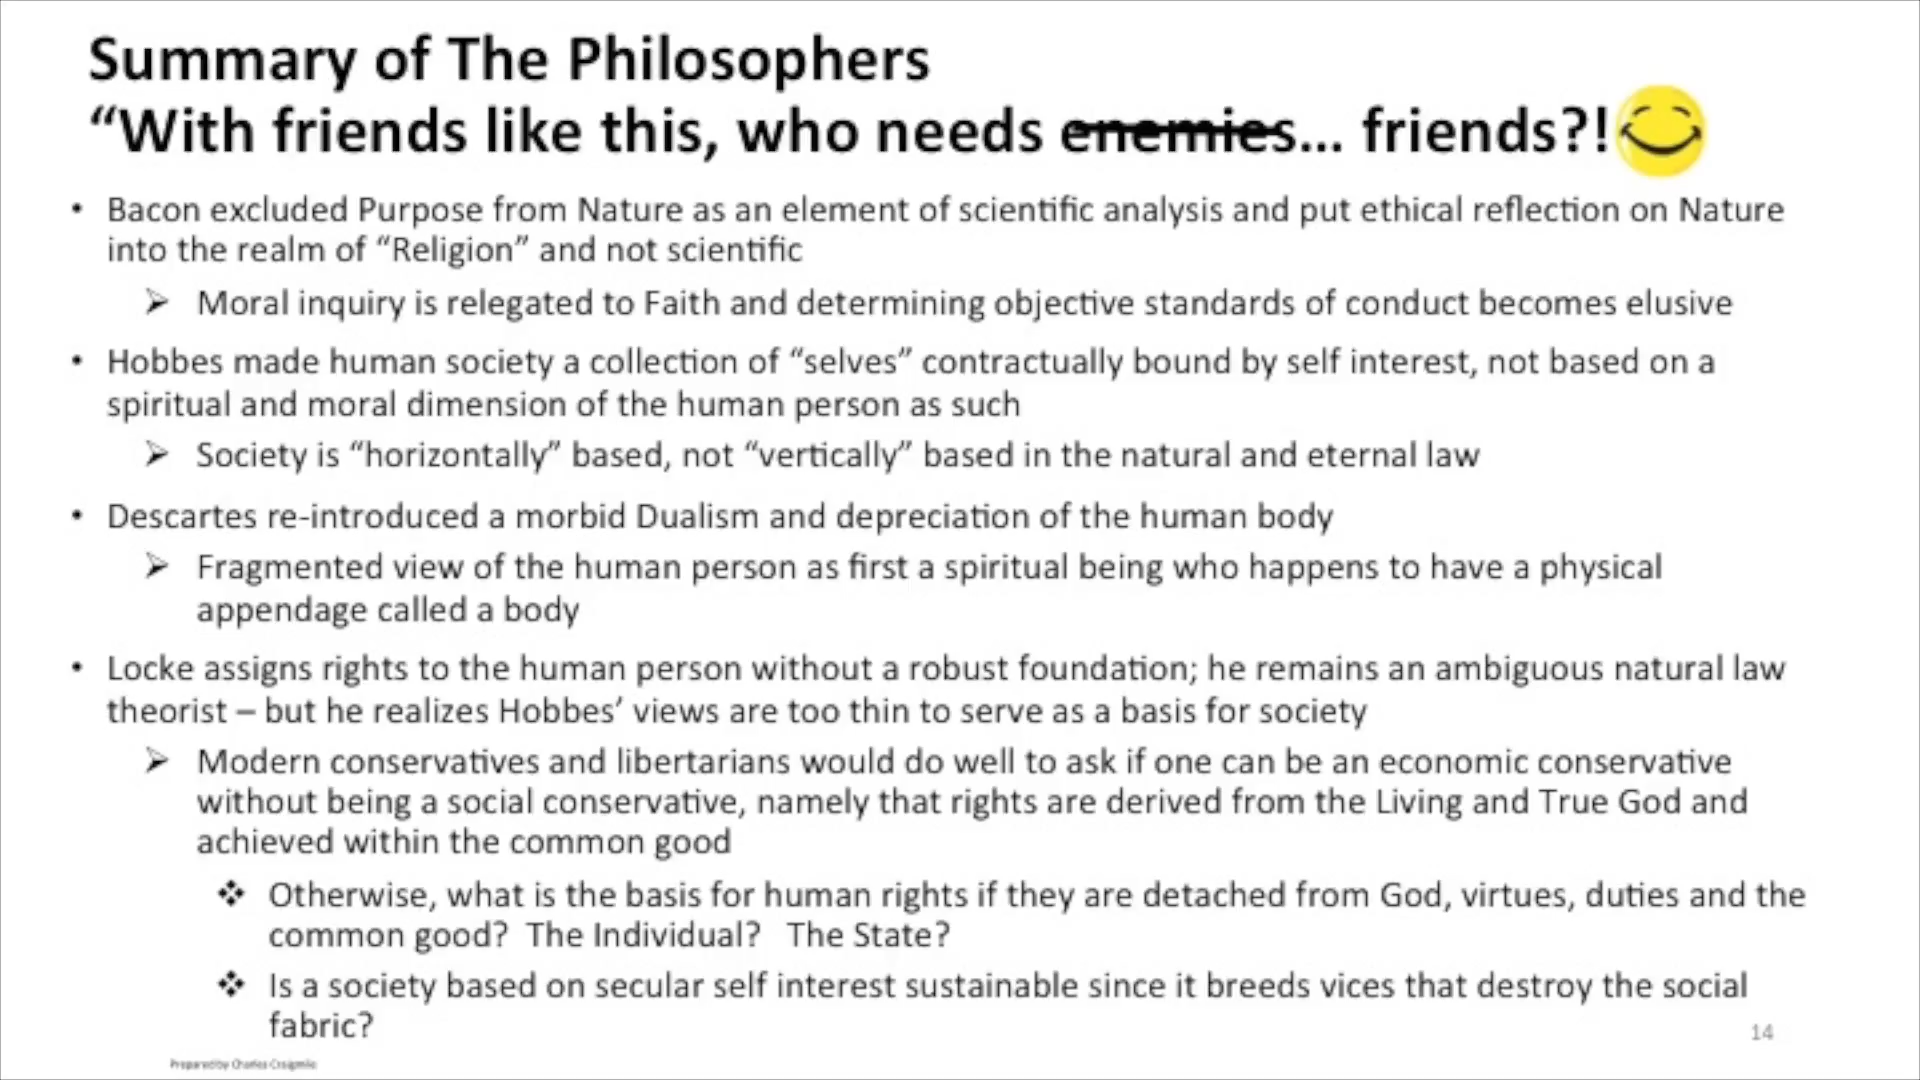 Summary of The Philosophers
“With friends like this, who needs enemies... friends?!
• Bacon excluded Purpose from Nature as an element of scientific analysis and put ethical reflection on Nature
into the realm of “Religion” and not scientific
➢ Moral inquiry is relegated to Faith and determining objective standards of conduct becomes elusive
• Hobbes made human society a collection of “selves” contractually bound by self interest, not based on a
spiritual and moral dimension of the human person as such
➢ Society is “horizontally” based, not “vertically” based in the natural and eternal law
• Descartes re-introduced a morbid Dualism and depreciation of the human body
➢ Fragmented view of the human person as first a spiritual being who happens to have a physical
appendage called a body
• Locke assigns rights to the human person without a robust foundation; he remains an ambiguous natural law
theorist – but he realizes Hobbes’ views are too thin to serve as a basis for society
➢ Modern conservatives and libertarians would do well to ask if one can be an economic conservative
without being a social conservative, namely that rights are derived from the Living and True God and
achieved within the common good
❖ Otherwise, what is the basis for human rights if they are detached from God, virtues, duties and the
common good? The Individual? The State?
❖ Is a society based on secular self interest sustainable since it breeds vices that destroy the social
fabric?
14
Prepared by Charles Craigmile